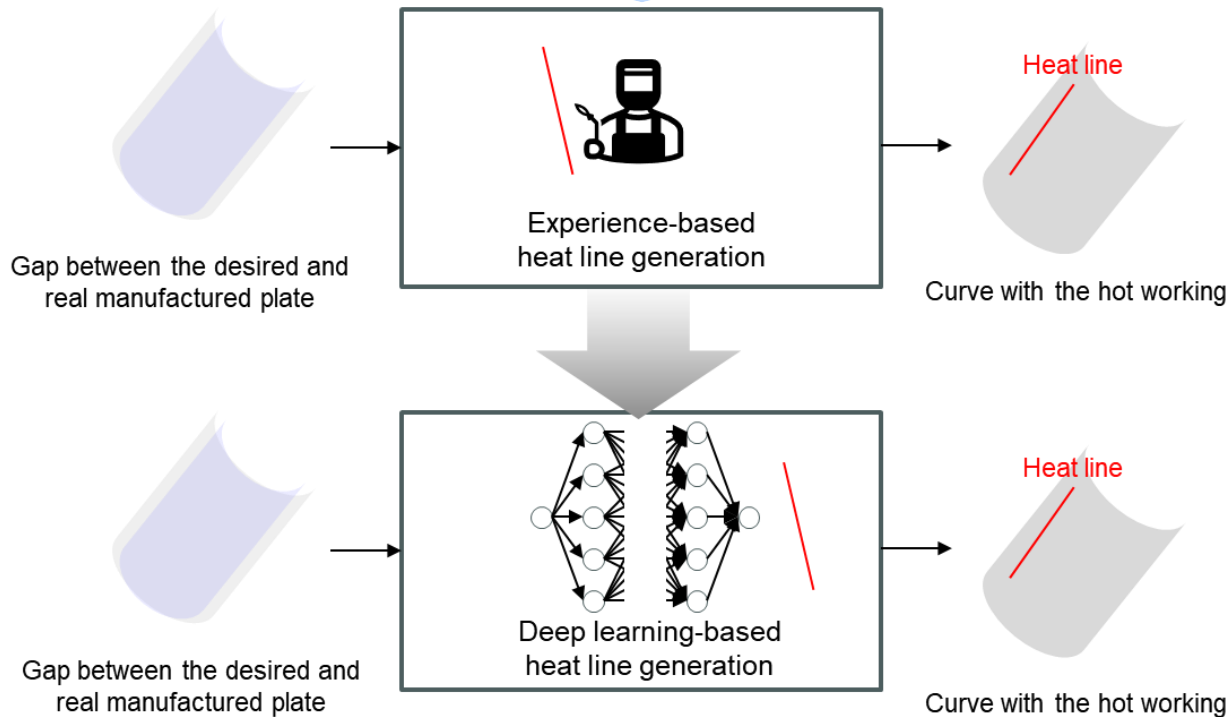 Heat line
Experience-based
heat line generation
Gap between the desired and
real manufactured plate
Curve with the hot working
Heat line
Deep learning-based
heat line generation
Gap between the desired and
real manufactured plate
Curve with the hot working